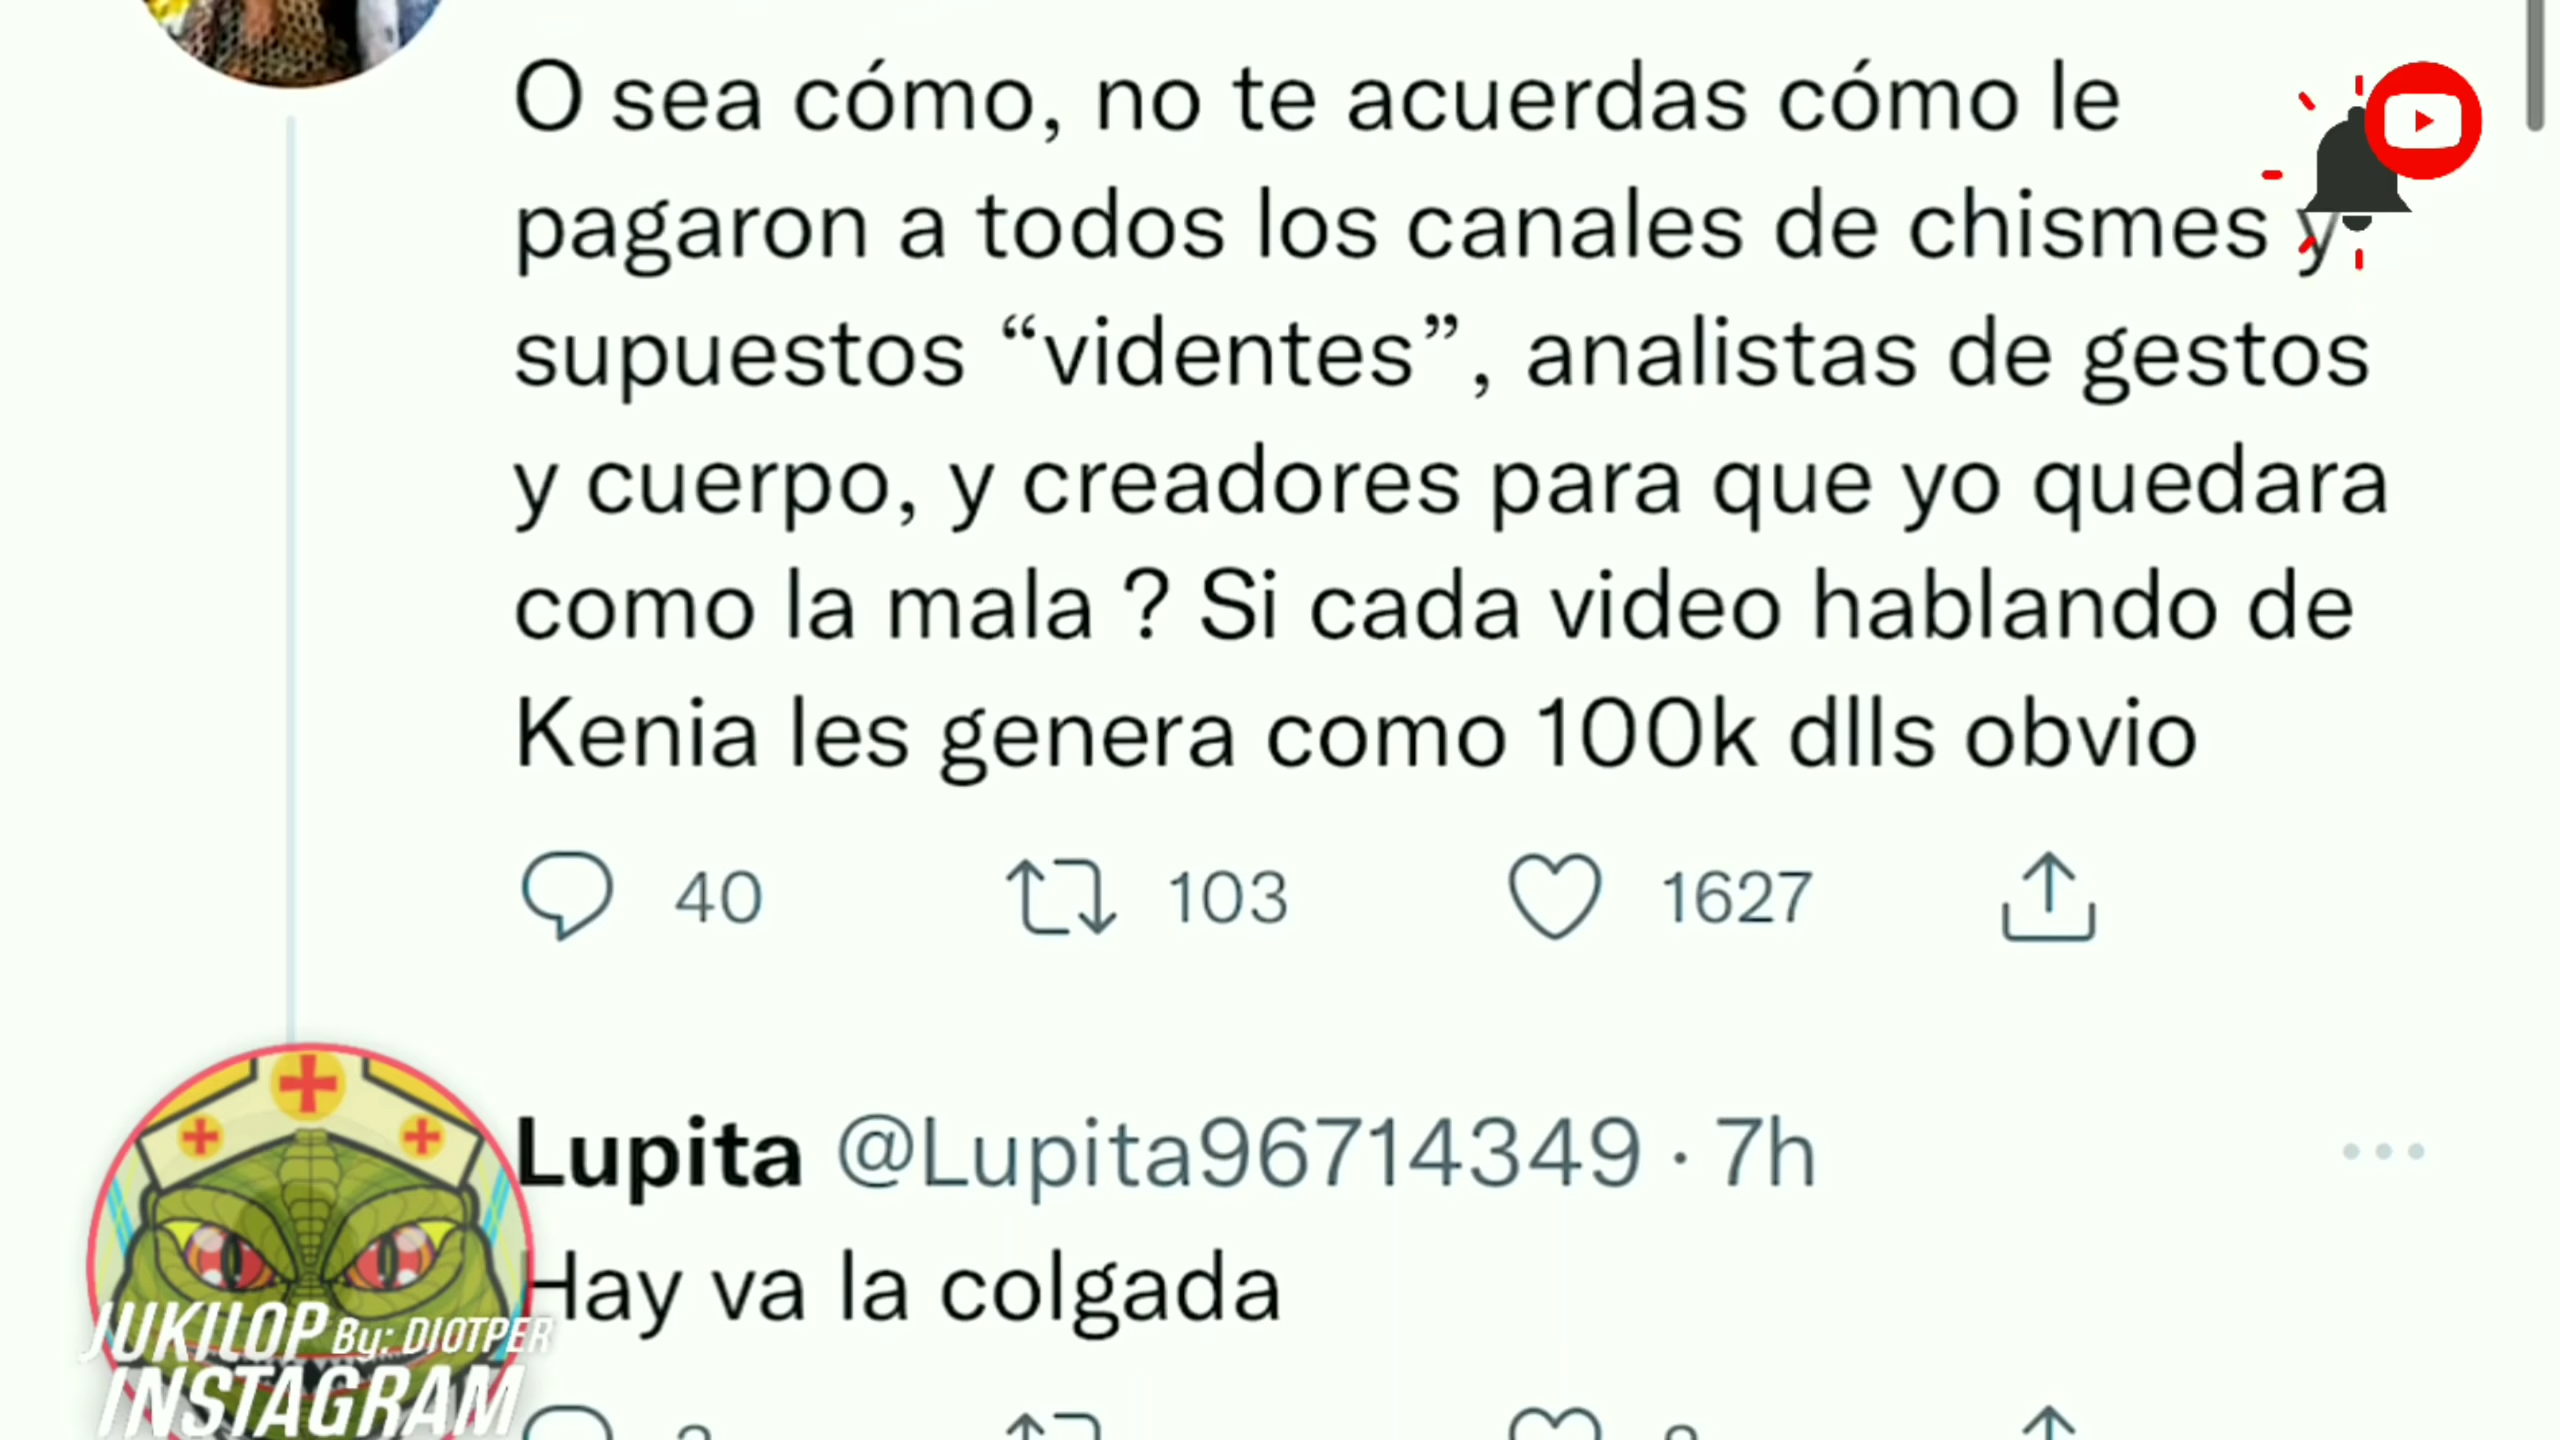 O sea cómo, no te acuerdas cómo le
pagaron a todos los canales de chismes y
supuestos “videntes”, analistas de gestos
y cuerpo, y creadores para que yo quedara
como la mala ? Si cada video hablando de
Kenia les genera como 100k dlls obvio
40 103 1627
Lupita @Lupita96714349 · 7h
Hay va la colgada
JUKILOP By: DIOTPER
INSTAGRAM